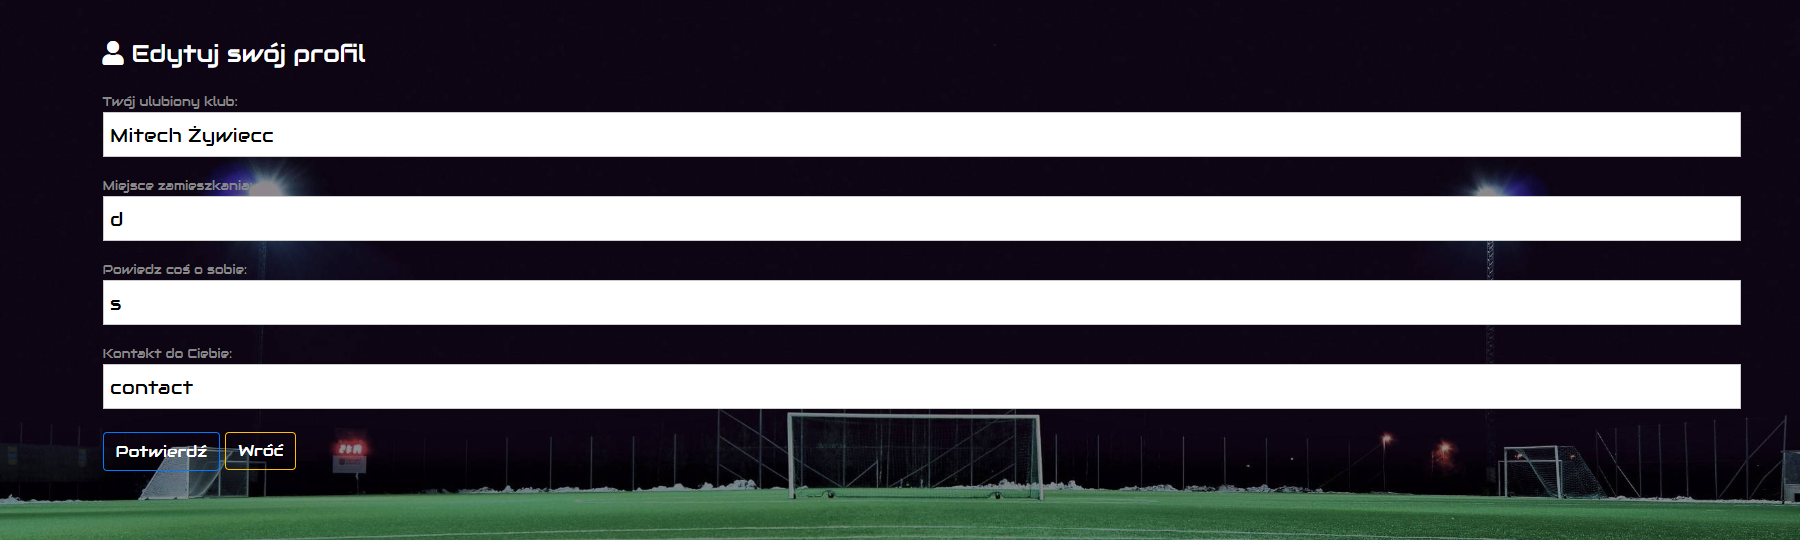 Edytuj swój profil
Twój ulubiony klub:
Mitech Żywiecc
Miejsce zamieszkania:
d
Powiedz coś o sobie:
s
Kontakt do Ciebie:
contact
Potwierdź Wróć